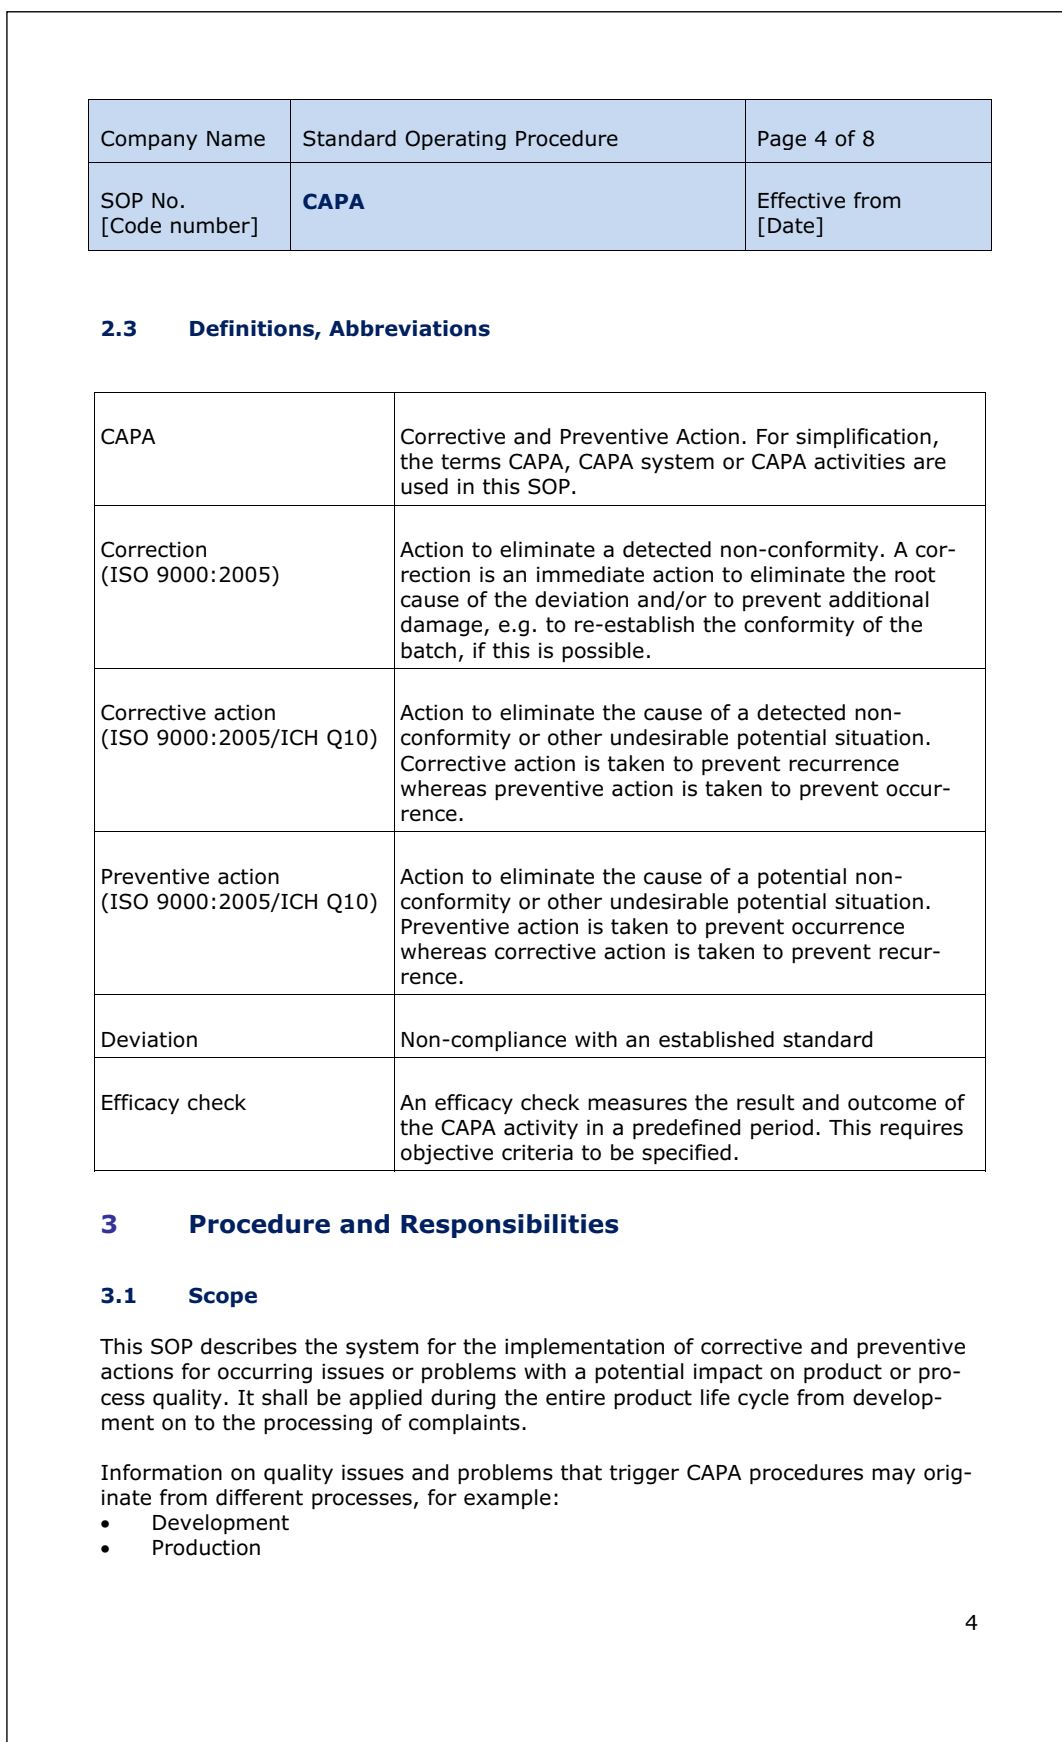 Company Name
Standard Operating Procedure
Page 4 of 8
SOP No.
[Code number]
CAPA
Effective from
[Date]
2.3 Definitions, Abbreviations
CAPA
Corrective and Preventive Action. For simplification,
the terms CAPA, CAPA system or CAPA activities are
used in this SOP.
Correction
(ISO 9000:2005)
Action to eliminate a detected non-conformity. A cor-
rection is an immediate action to eliminate the root
cause of the deviation and/or to prevent additional
damage, e.g. to re-establish the conformity of the
batch, if this is possible.
Corrective action
(ISO 9000:2005/ICH Q10)
Action to eliminate the cause of a detected non-
conformity or other undesirable potential situation.
Corrective action is taken to prevent recurrence
whereas preventive action is taken to prevent occur-
rence.
Preventive action
(ISO 9000:2005/ICH Q10)
Action to eliminate the cause of a potential non-
conformity or other undesirable potential situation.
Preventive action is taken to prevent occurrence
whereas corrective action is taken to prevent recur-
rence.
Deviation
Non-compliance with an established standard
Efficacy check
An efficacy check measures the result and outcome of
the CAPA activity in a predefined period. This requires
objective criteria to be specified.
3 Procedure and Responsibilities
3.1 Scope
This SOP describes the system for the implementation of corrective and preventive
actions for occurring issues or problems with a potential impact on product or pro-
cess quality. It shall be applied during the entire product life cycle from develop-
ment on to the processing of complaints.
Information on quality issues and problems that trigger CAPA procedures may orig-
inate from different processes, for example:
• Development
• Production
4